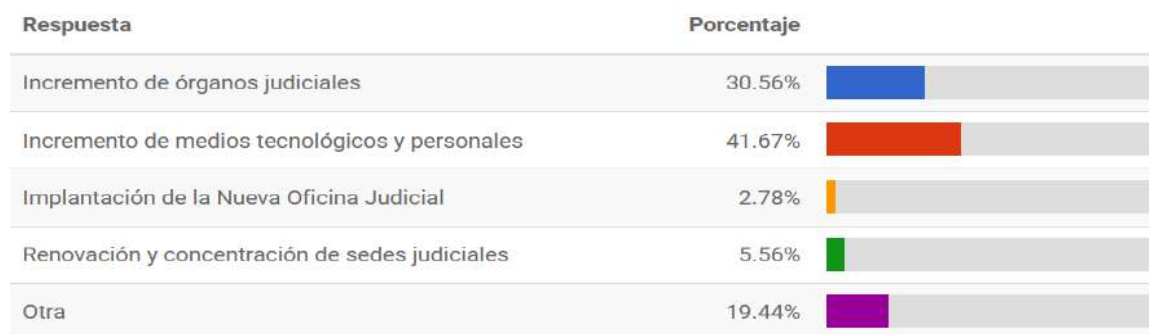 Respuesta Porcentaje
Incremento de órganos judiciales 30.56%
Incremento de medios tecnológicos y personales 41.67%
Implantación de la Nueva Oficina Judicial 2.78%
Renovación y concentración de sedes judiciales 5.56%
Otra 19.44%